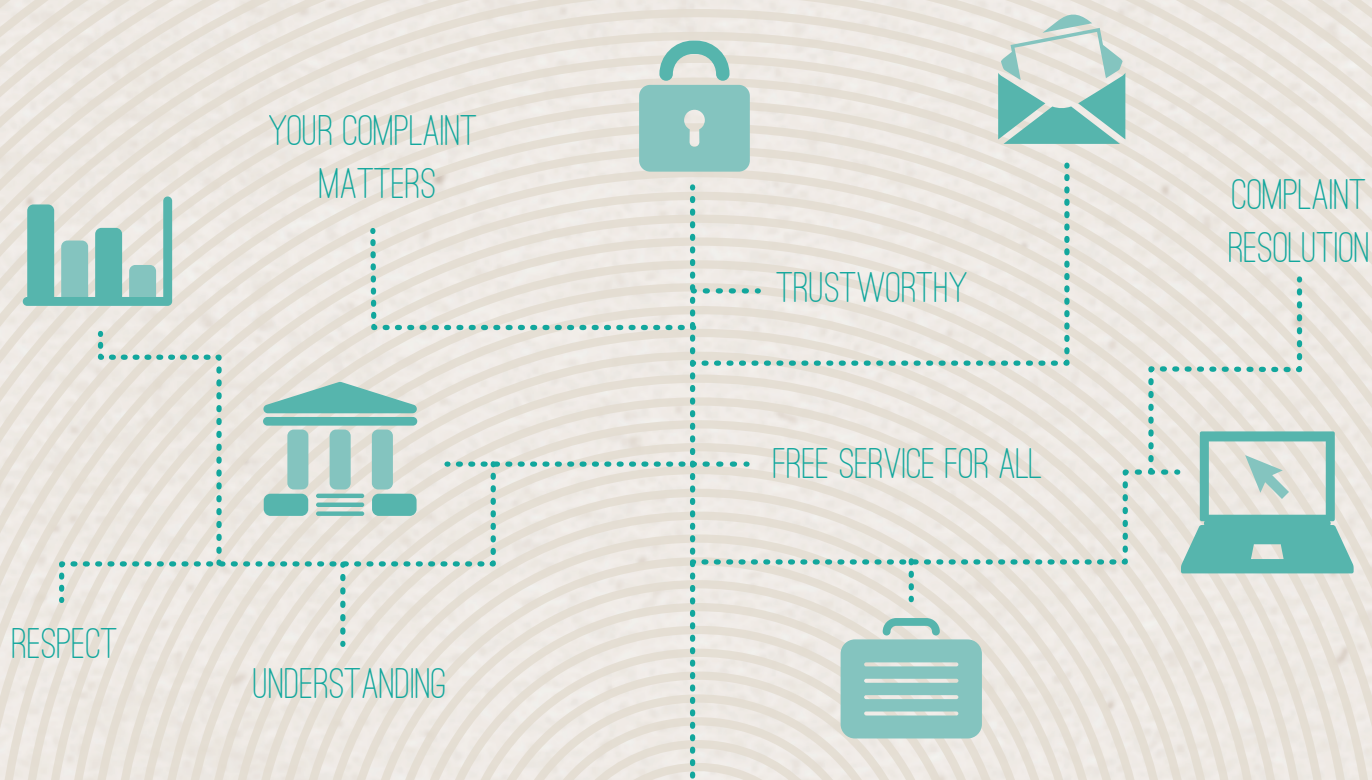 YOUR COMPLAINT
MATTERS
COMPLAINT
RESOLUTION
TRUSTWORTHY
FREE SERVICE FOR ALL
RESPECT
UNDERSTANDING